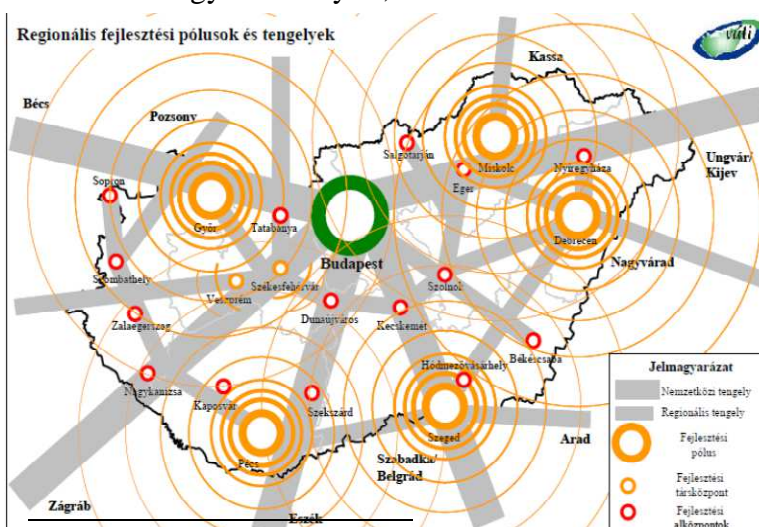 Regionális fejlesztési pólusok és tengelyek
váti
Kassa
Bécs
Pozsony
Ungvár/
Kijev
Salgótarján
Miskolc
Nyíregyháza
Eger
Sopron
Győr
Tatabánya
Debrecen
Budapest
Nagyvárad
Szombathely
Székesfehérvár
Veszprém
Szolnok
Dunaújváros
Kecskemét
Zalaegerszeg
Békéscsaba
Hódmezővásárhely
Nagykanizsa
Kaposvár
Szekszárd
Szeged
Pécs
Arad
Szabadka/
Belgrád
Zágráb
Eszék
Jelmagyarázat
Nemzetközi tengely
Regionális tengely
Fejlesztési
pólus
Fejlesztési
társközpont
Fejlesztési
alközpontok